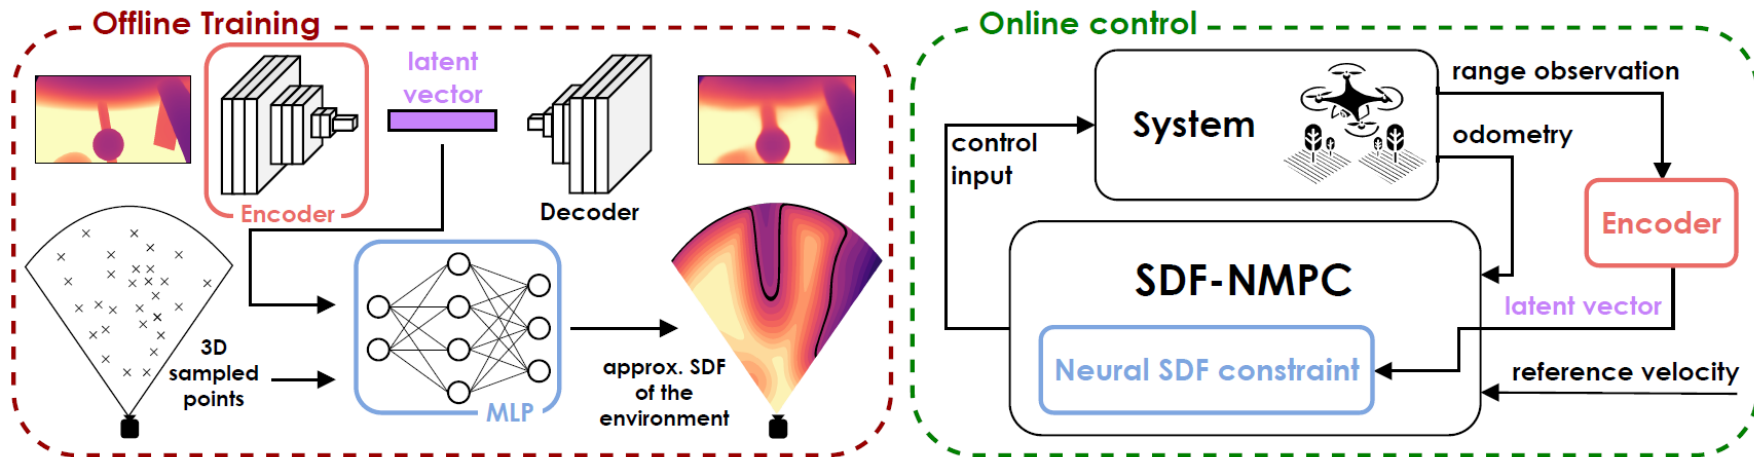 Offline Training
latent
vector
Encoder
Decoder
3D
sampled
points
MLP
approx. SDF
of the
environment
Online control
System
range observation
odometry
control
input
Encoder
SDF-NMPC
latent vector
Neural SDF constraint
reference velocity